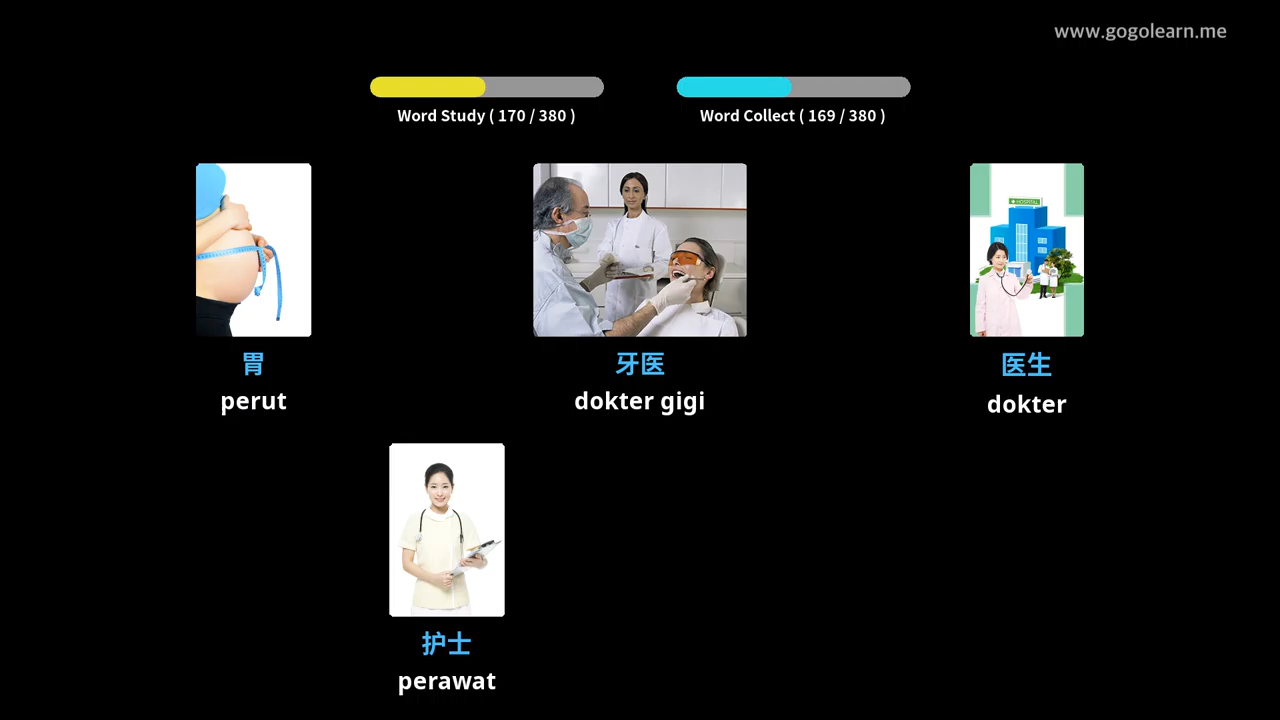 www.gogolearn.me
Word Study ( 170 / 380 )
Word Collect ( 169 / 380 )
HOSPITAL
胃
perut
牙医
dokter gigi
医生
dokter
护士
perawat